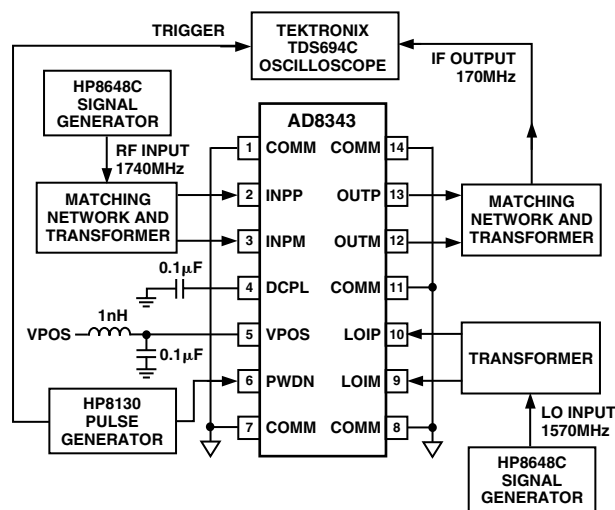 TRIGGER
TEKTRONIX
TDS694C
OSCILLOSCOPE
IF OUTPUT
170MHz
HP8648C
SIGNAL
GENERATOR
RF INPUT
1740MHz
MATCHING
NETWORK AND
TRANSFORMER
AD8343
1 COMM COMM 14
2 INPP OUTP 13
3 INPM OUTM 12
4 DCPL COMM 11
5 VPOS LOIP 10
6 PWDN LOIM 9
7 COMM COMM 8
MATCHING
NETWORK AND
TRANSFORMER
0.1μF
1nH
VPOS
0.1μF
HP8130
PULSE
GENERATOR
TRANSFORMER
LO INPUT
1570MHz
HP8648C
SIGNAL
GENERATOR